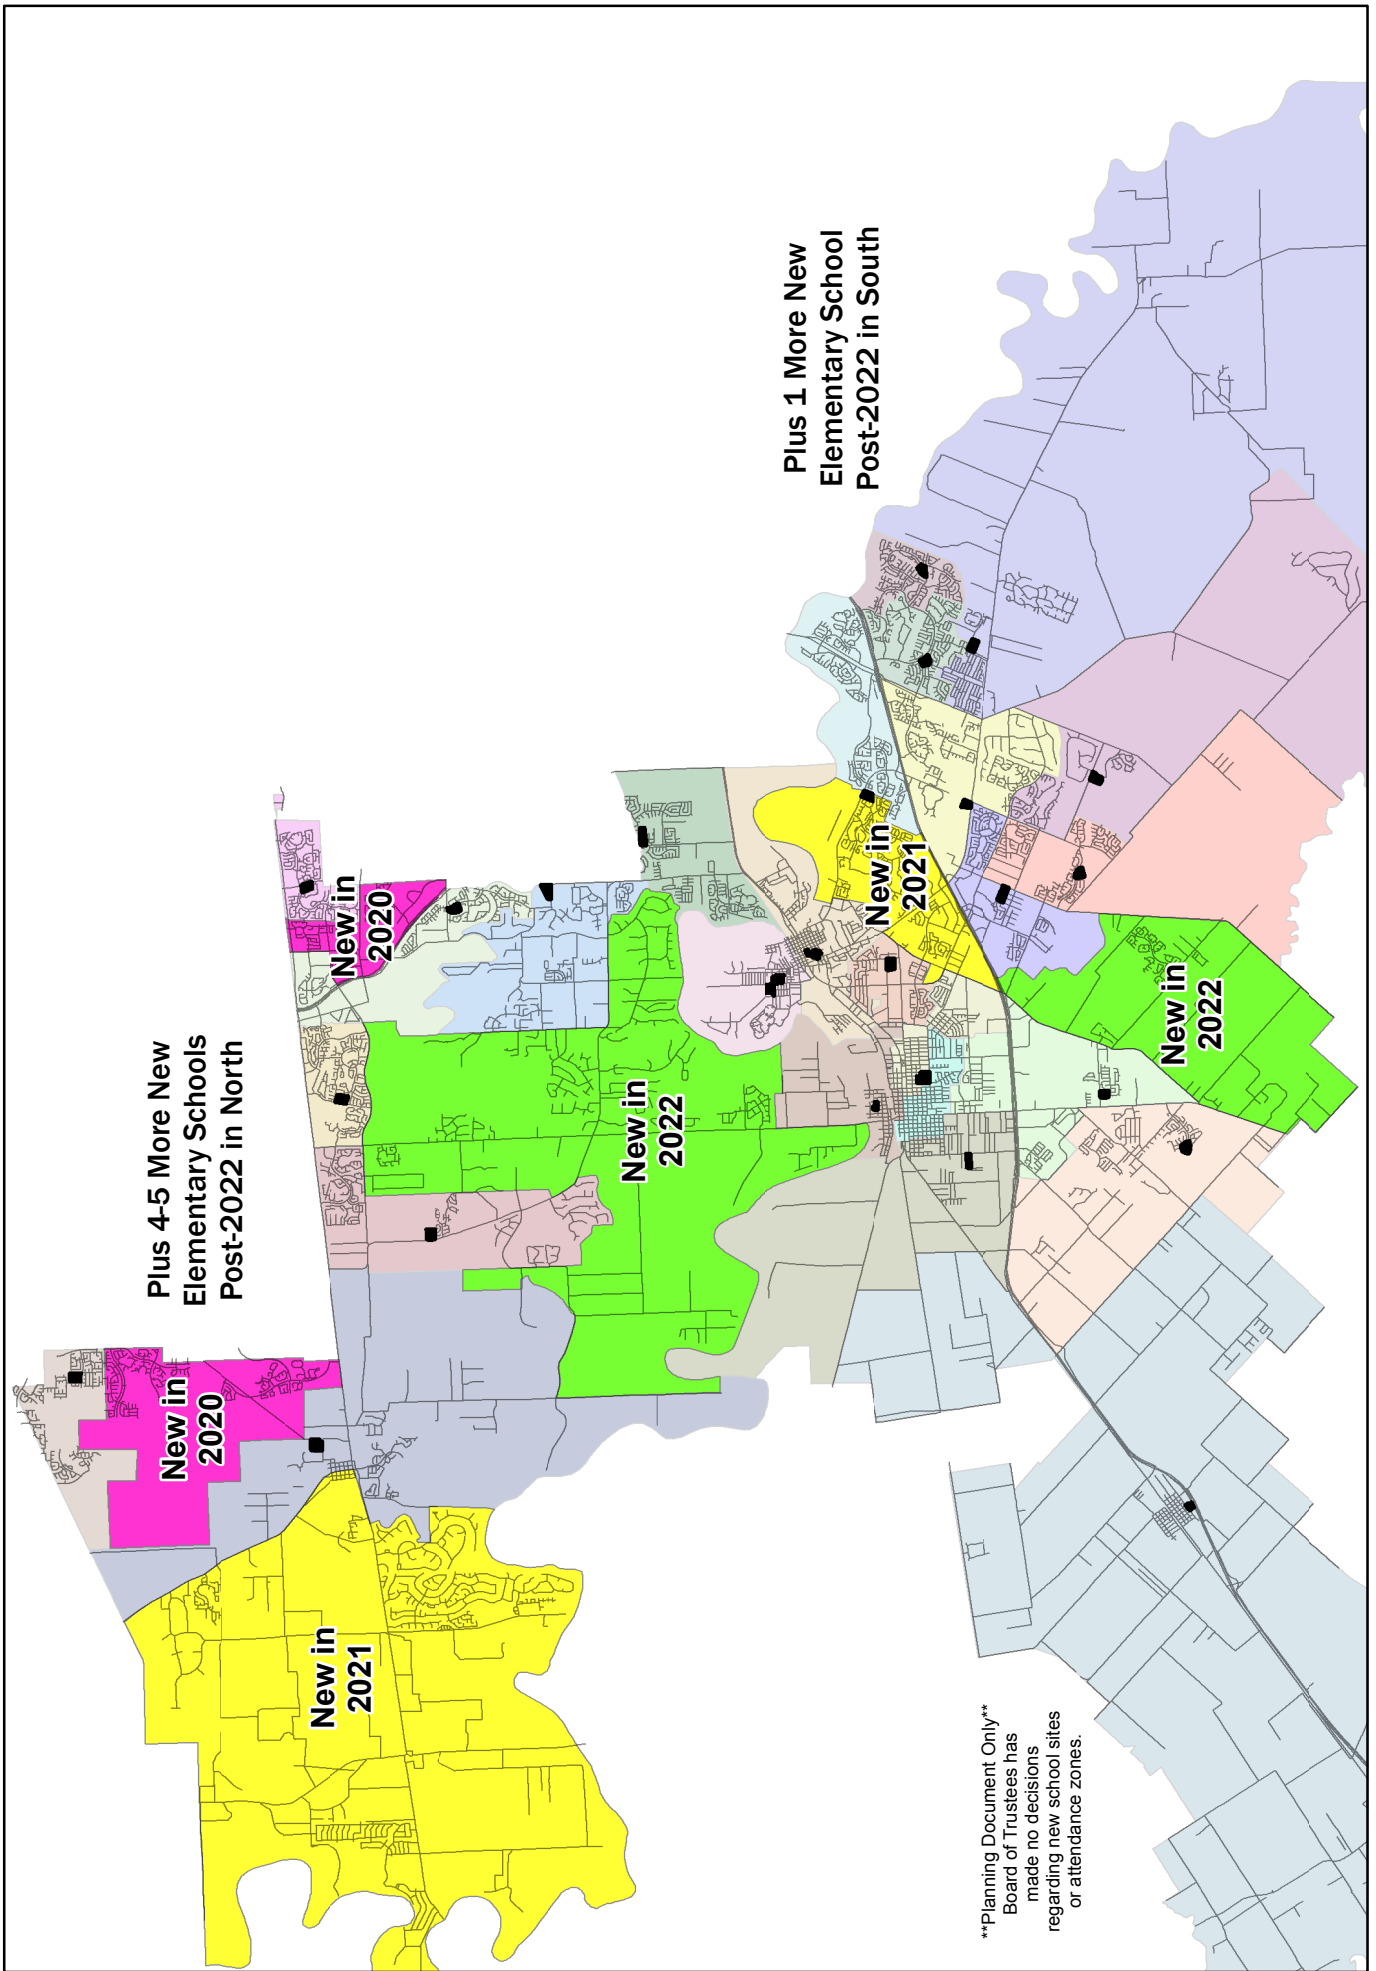 Plus 4-5 More New
Elementary Schools
Post-2022 in North
Plus 1 More New
Elementary School
Post-2022 in South
New in
2020
New in
2020
New in
2021
New in
2022
New in
2021
New in
2022
**Planning Document Only**
Board of Trustees has
made no decisions
regarding new school sites
or attendance zones.